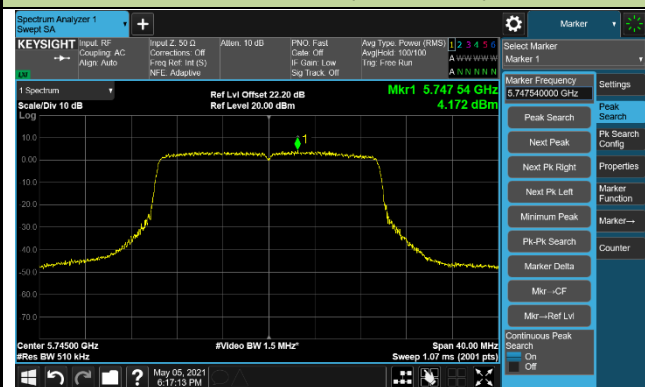 Spectrum Analyzer 1
Swept SA
+
Marker
KEYSIGHT
Input: RF
Coupling: AC
Align: Auto
Input Z: 50 Ω
Corrections: Off
Freq Ref: Int (S)
NFE: Adaptive
Atten: 10 dB
PNO: Fast
Gate: Off
IF Gain: Low
Sig Track: Off
Avg Type: Power (RMS)
Avg|Hold: 100/100
Trig: Free Run
1 2 3 4 5 6
A W W W W W
A N N N N N
LXI
Select Marker
Marker 1
1 Spectrum
Scale/Div 10 dB
Log
Ref Lvl Offset 22.20 dB
Ref Level 20.00 dBm
Mkr1 5.747 54 GHz
4.172 dBm
1
10.0
0.00
-10.0
-20.0
-30.0
-40.0
-50.0
-60.0
-70.0
Center 5.74500 GHz
#Res BW 510 kHz
#Video BW 1.5 MHz*
Span 40.00 MHz
Sweep 1.07 ms (2001 pts)
Marker Frequency
5.747540000 GHz
Peak Search
Next Peak
Next Pk Right
Next Pk Left
Minimum Peak
Pk-Pk Search
Marker Delta
Mkr→CF
Mkr→Ref Lvl
Continuous Peak
Search
On
Off
Settings
Peak
Search
Pk Search
Config
Properties
Marker
Function
Marker→
Counter
?
May 05, 2021
6:17:13 PM